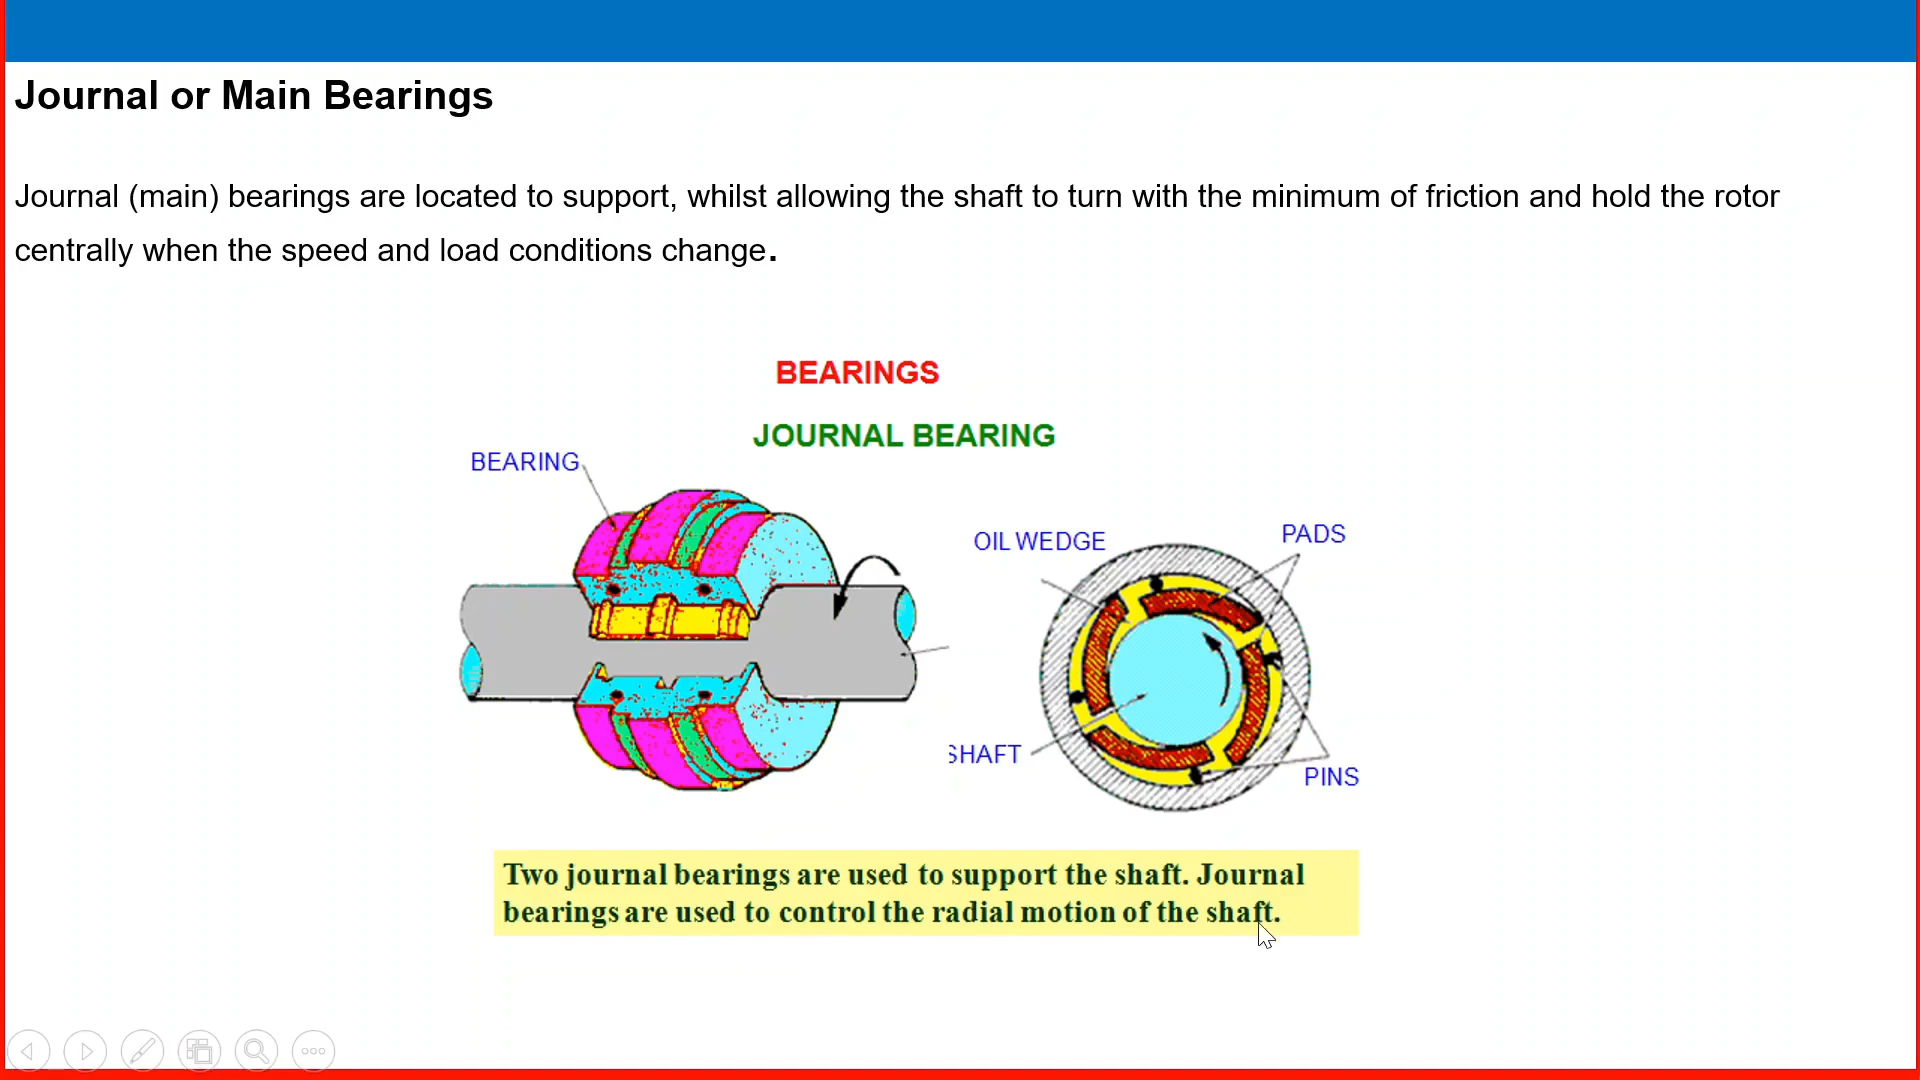 Journal or Main Bearings
Journal (main) bearings are located to support, whilst allowing the shaft to turn with the minimum of friction and hold the rotor
centrally when the speed and load conditions change.
BEARINGS
JOURNAL BEARING
BEARING
OIL WEDGE
PADS
SHAFT
PINS
Two journal bearings are used to support the shaft. Journal
bearings are used to control the radial motion of the shaft.